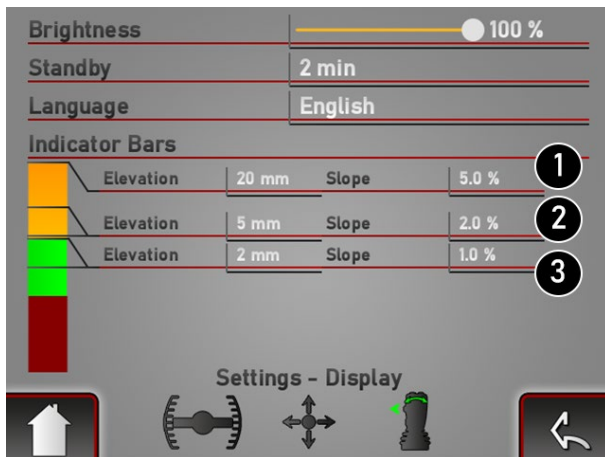 Brightness 100 %
Standby 2 min
Language English
Indicator Bars
Elevation 20 mm Slope 5.0 % 1
Elevation 5 mm Slope 2.0 % 2
Elevation 2 mm Slope 1.0 % 3
Settings - Display